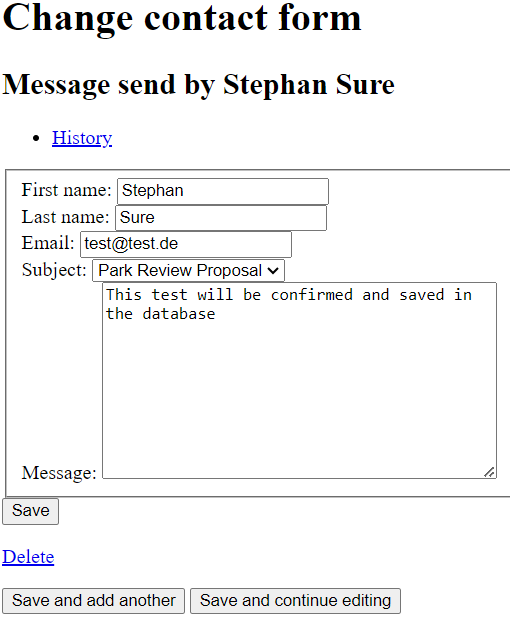 Change contact form
Message send by Stephan Sure
History
First name: Stephan
Last name: Sure
Email: test@test.de
Subject: Park Review Proposal
This test will be confirmed and saved in
the database
Message:
Save
Delete
Save and add another Save and continue editing